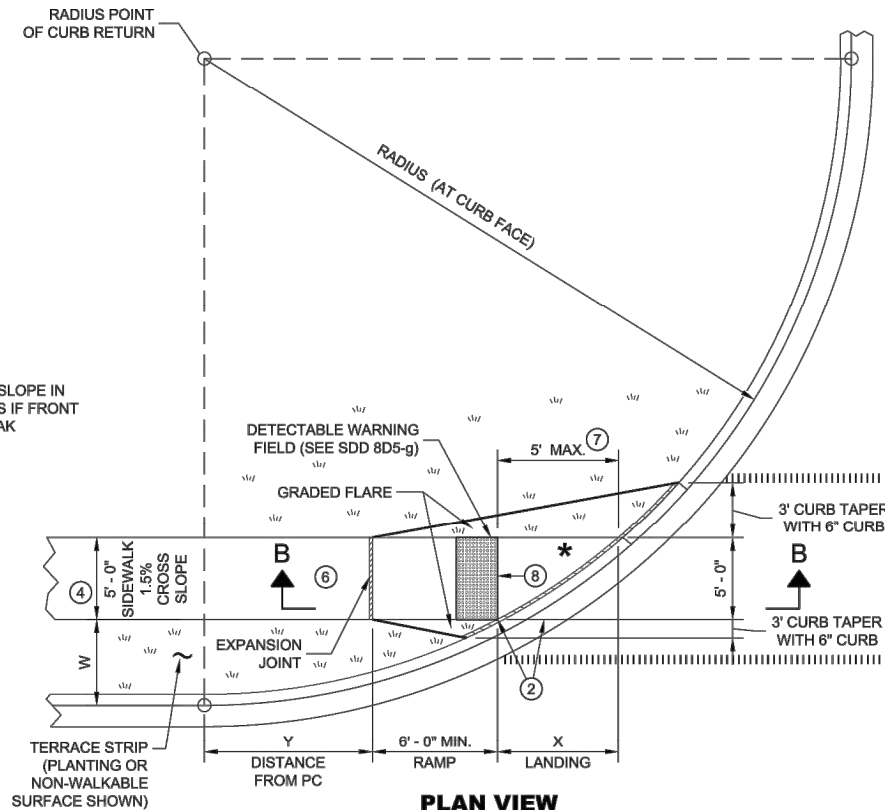 RADIUS POINT
OF CURB RETURN
RADIUS (AT CURB FACE)
SLOPE IN
S IF FRONT
AK
DETECTABLE WARNING
FIELD (SEE SDD 8D5-g)
5' MAX.
7
GRADED FLARE
3' CURB TAPER
WITH 6" CURB
4
5' - 0"
SIDEWALK
1.5%
CROSS
SLOPE
B
6
*
8
5' - 0"
B
W
EXPANSION
JOINT
2
3' CURB TAPER
WITH 6" CURB
TERRACE STRIP
(PLANTING OR
NON-WALKABLE
SURFACE SHOWN)
Y
DISTANCE
FROM PC
6' - 0" MIN.
RAMP
X
LANDING
PLAN VIEW